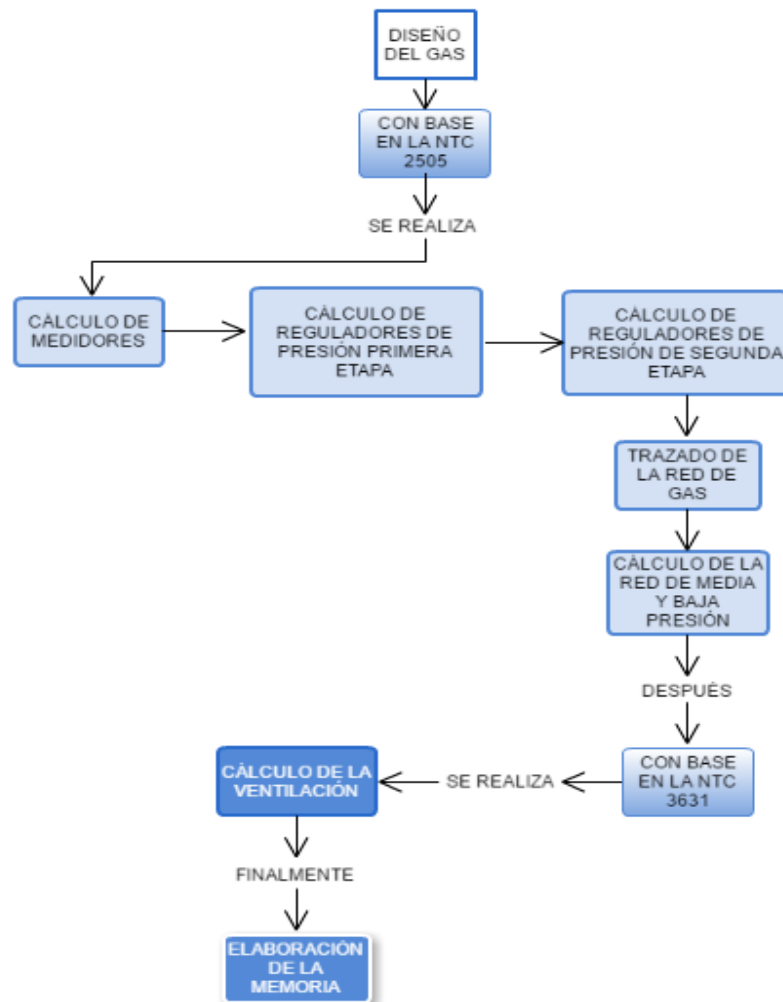 DISEÑO
DEL GAS
CON BASE
EN LA NTC
2505
SE REALIZA
CÁLCULO DE
MEDIDORES
CÁLCULO DE
REGULADORES DE
PRESIÓN PRIMERA
ETAPA
CÁLCULO DE
REGULADORES DE
PRESIÓN DE SEGUNDA
ETAPA
TRAZADO DE
LA RED DE
GAS
CÁLCULO DE LA
RED DE MEDIA
Y BAJA
PRESIÓN
DESPUÉS
CON BASE
EN LA NTC
3631
SE REALIZA
CÁLCULO DE LA
VENTILACIÓN
FINALMENTE
ELABORACIÓN
DE LA
MEMORIA